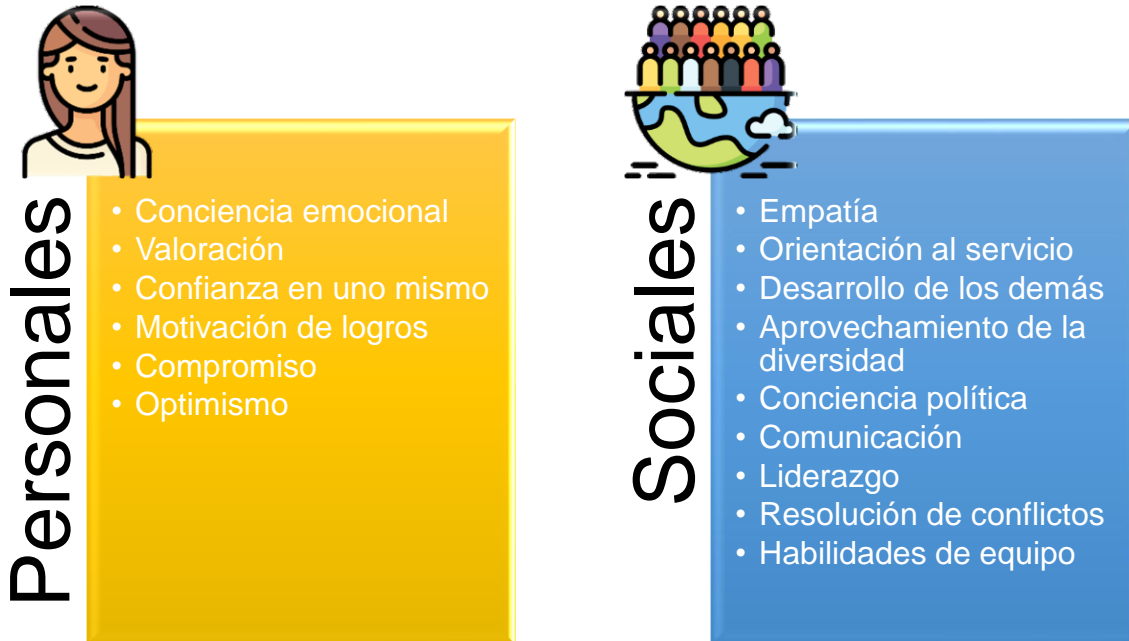 Personales
• Conciencia emocional
• Valoración
• Confianza en uno mismo
• Motivación de logros
• Compromiso
• Optimismo
Sociales
• Empatía
• Orientación al servicio
• Desarrollo de los demás
• Aprovechamiento de la
diversidad
• Conciencia política
• Comunicación
• Liderazgo
• Resolución de conflictos
• Habilidades de equipo